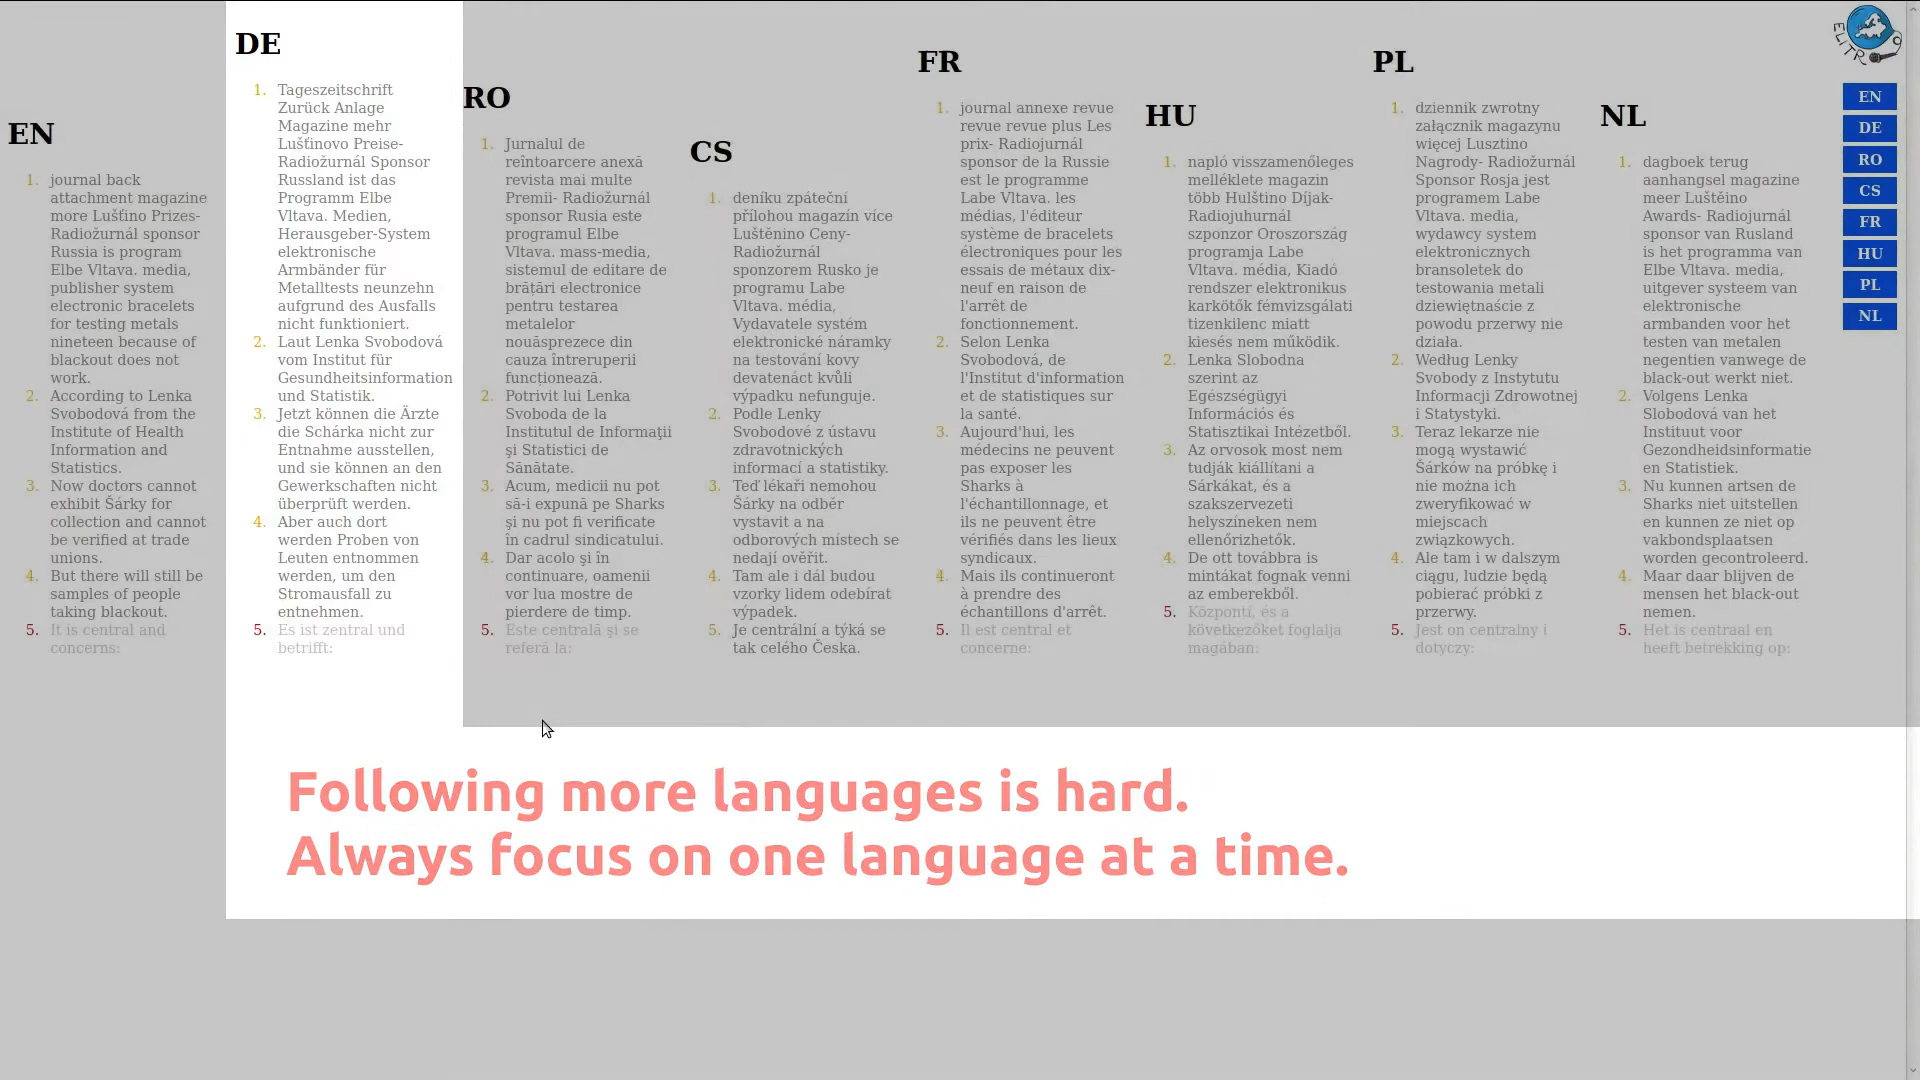 EN
1. journal back
attachment magazine
more Lušťino Prizes-
Radiožurnál sponsor
Russia is program
Elbe Vltava. media,
publisher system
electronic bracelets
for testing metals
nineteen because of
blackout does not
work.
2. According to Lenka
Svobodová from the
Institute of Health
Information and
Statistics.
3. Now doctors cannot
exhibit Šárky for
collection and cannot
be verified at trade
unions.
4. But there will still be
samples of people
taking blackout.
5. It is central and
concerns:
DE
1. Tageszeitschrift
Zurück Anlage
Magazine mehr
Lušťinovo Preise-
Radiožurnál Sponsor
Russland ist das
Programm Elbe
Vltava. Medien,
Herausgeber-System
elektronische
Armbänder für
Metalltests neunzehn
aufgrund des Ausfalls
nicht funktioniert.
2. Laut Lenka Svobodová
vom Institut für
Gesundheitsinformation
und Statistik.
3. Jetzt können die Ärzte
die Schárka nicht zur
Entnahme ausstellen,
und sie können an den
Gewerkschaften nicht
überprüft werden.
4. Aber auch dort
werden Proben von
Leuten entnommen
werden, um den
Stromausfall zu
entnehmen.
5. Es ist zentral und
betrifft:
RO
1. Jurnalul de
reîntoarcere anexă
revista mai multe
Premii- Radiožurnál
sponsor Rusia este
programul Elbe
Vltava. mass-media,
sistemul de editare de
brățări electronice
pentru testarea
metalelor
nouăsprezece din
cauza întreruperii
funcționează.
2. Potrivit lui Lenka
Svoboda de la
Institutul de Informaţii
şi Statistici de
Sănătate.
3. Acum, medicii nu pot
să-i expună pe Sharks
şi nu pot fi verificate
în cadrul sindicatului.
4. Dar acolo şi în
continuare, oamenii
vor lua mostre de
pierdere de timp.
5. Este centrală şi se
referă la:
CS
1. deníku zpáteční
přílohou magazín více
Luštěnino Ceny-
Radiožurnál
sponzorem Rusko je
programu Labe
Vltava. média,
Vydavatele systém
elektronické náramky
na testování kovy
devatenáct kvůli
výpadku nefunguje.
2. Podle Lenky
Svobodové z ústavu
zdravotnických
informací a statistiky.
3. Teď lékaři nemohou
Šárky na odběr
vystavit a na
odborových místech se
nedají ověřit.
4. Tam ale i dál budou
vzorky lidem odebírat
výpadek.
5. Je centrální a týká se
tak celého Česka.
FR
1. journal annexe revue
revue revue plus Les
prix- Radiojurnál
sponsor de la Russie
est le programme
Labe Vltava. les
médias, l'éditeur
système de bracelets
électroniques pour les
essais de métaux dix-
neuf en raison de
l'arrêt de
fonctionnement.
2. Selon Lenka
Svobodová, de
l'Institut d'information
et de statistiques sur
la santé.
3. Aujourd'hui, les
médecins ne peuvent
pas exposer les
Sharks à
l'échantillonnage, et
ils ne peuvent être
vérifiés dans les lieux
syndicaux.
4. Mais ils continueront
à prendre des
échantillons d'arrêt.
5. Il est central et
concerne:
HU
1. napló visszamenőleges
melléklete magazin
több Hulštino Díjak-
Radiojuhurnál
szponzor Oroszország
programja Labe
Vltava. média, Kiadó
rendszer elektronikus
karkötők fémvizsgálati
tizenkilenc miatt
kiesés nem működik.
2. Lenka Slobodna
szerint az
Egészségügyi
Információs és
Statisztikai Intézetből.
3. Az orvosok most nem
tudják kiállítani a
Sárkákat, és a
szakszervezeti
helyszíneken nem
ellenőrizhetők.
4. De ott továbbra is
mintákat fognak venni
az emberekből.
5. Központi, és a
következőket foglalja
magában:
PL
1. dziennik zwrotny
załącznik magazynu
więcej Lusztino
Nagrody- Radiožurnál
Sponsor Rosja jest
programem Labe
Vltava. media,
wydawcy system
elektronicznych
bransoletek do
testowania metali
dziewiętnaście z
powodu przerwy nie
działa.
2. Według Lenky
Svobody z Instytutu
Informacji Zdrowotnej
i Statystyki.
3. Teraz lekarze nie
mogą wystawić
Šárków na próbkę i
nie można ich
zweryfikować w
miejscach
związkowych.
4. Ale tam i w dalszym
ciągu, ludzie będą
pobierać próbki z
przerwy.
5. Jest on centralny i
dotyczy:
NL
1. dagboek terug
aanhangsel magazine
meer Luštěino
Awards- Radiojurnál
sponsor van Rusland
is het programma van
Elbe Vltava. media,
uitgever systeem van
elektronische
armbanden voor het
testen van metalen
negentien vanwege de
black-out werkt niet.
2. Volgens Lenka
Slobodová van het
Instituut voor
Gezondheidsinformatie
en Statistiek.
3. Nu kunnen artsen de
Sharks niet uitstellen
en kunnen ze niet op
vakbondsplaatsen
worden gecontroleerd.
4. Maar daar blijven de
mensen het black-out
nemen.
5. Het is centraal en
heeft betrekking op:
ELITR
EN
DE
RO
CS
FR
HU
PL
NL
Following more languages is hard.
Always focus on one language at a time.